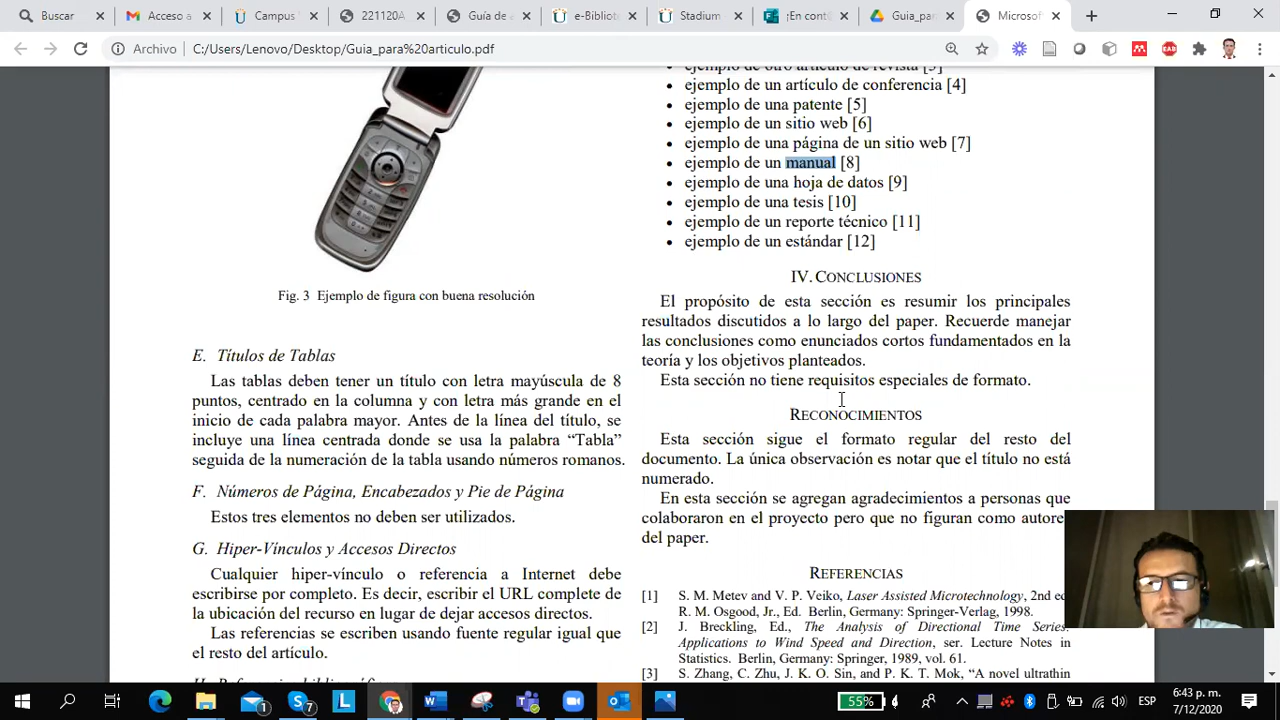 Buscar
Acceso a
Campus
221120A
Guía de
e-Bibliot
Stadium
¡En cont
Guia_par
Microsof
Archivo
C:/Users/Lenovo/Desktop/Guia_para%20articulo.pdf
Fig. 3 Ejemplo de figura con buena resolución
E. Títulos de Tablas
Las tablas deben tener un título con letra mayúscula de 8
puntos, centrado en la columna y con letra más grande en el
inicio de cada palabra mayor. Antes de la línea del título, se
incluye una línea centrada donde se usa la palabra “Tabla”
seguida de la numeración de la tabla usando números romanos.
F. Números de Página, Encabezados y Pie de Página
Estos tres elementos no deben ser utilizados.
G. Hiper-Vínculos y Accesos Directos
Cualquier hiper-vínculo o referencia a Internet debe
escribirse por completo. Es decir, escribir el URL completo de
la ubicación del recurso en lugar de dejar accesos directos.
Las referencias se escriben usando fuente regular igual que
el resto del artículo.
ejemplo de otro artículo de revista [3]
• ejemplo de un artículo de conferencia [4]
• ejemplo de una patente [5]
• ejemplo de un sitio web [6]
• ejemplo de una página de un sitio web [7]
• ejemplo de un manual [8]
• ejemplo de una hoja de datos [9]
• ejemplo de una tesis [10]
• ejemplo de un reporte técnico [11]
• ejemplo de un estándar [12]
IV. CONCLUSIONES
El propósito de esta sección es resumir los principales
resultados discutidos a lo largo del paper. Recuerde manejar
las conclusiones como enunciados cortos fundamentados en la
teoría y los objetivos planteados.
Esta sección no tiene requisitos especiales de formato.
RECONOCIMIENTOS
Esta sección sigue el formato regular del resto del
documento. La única observación es notar que el título no está
numerado.
En esta sección se agregan agradecimientos a personas que
colaboraron en el proyecto pero que no figuran como autore
del paper.
REFERENCIAS
[1] S. M. Metev and V. P. Veiko, Laser Assisted Microtechnology, 2nd ed
R. M. Osgood, Jr., Ed. Berlin, Germany: Springer-Verlag, 1998.
[2] J. Breckling, Ed., The Analysis of Directional Time Series:
Applications to Wind Speed and Direction, ser. Lecture Notes in
Statistics. Berlin, Germany: Springer, 1989, vol. 61.
[3] S. Zhang, C. Zhu, J. K. O. Sin, and P. K. T. Mok, “A novel ultrathin
55%
ESP
6:43 p. m.
7/12/2020